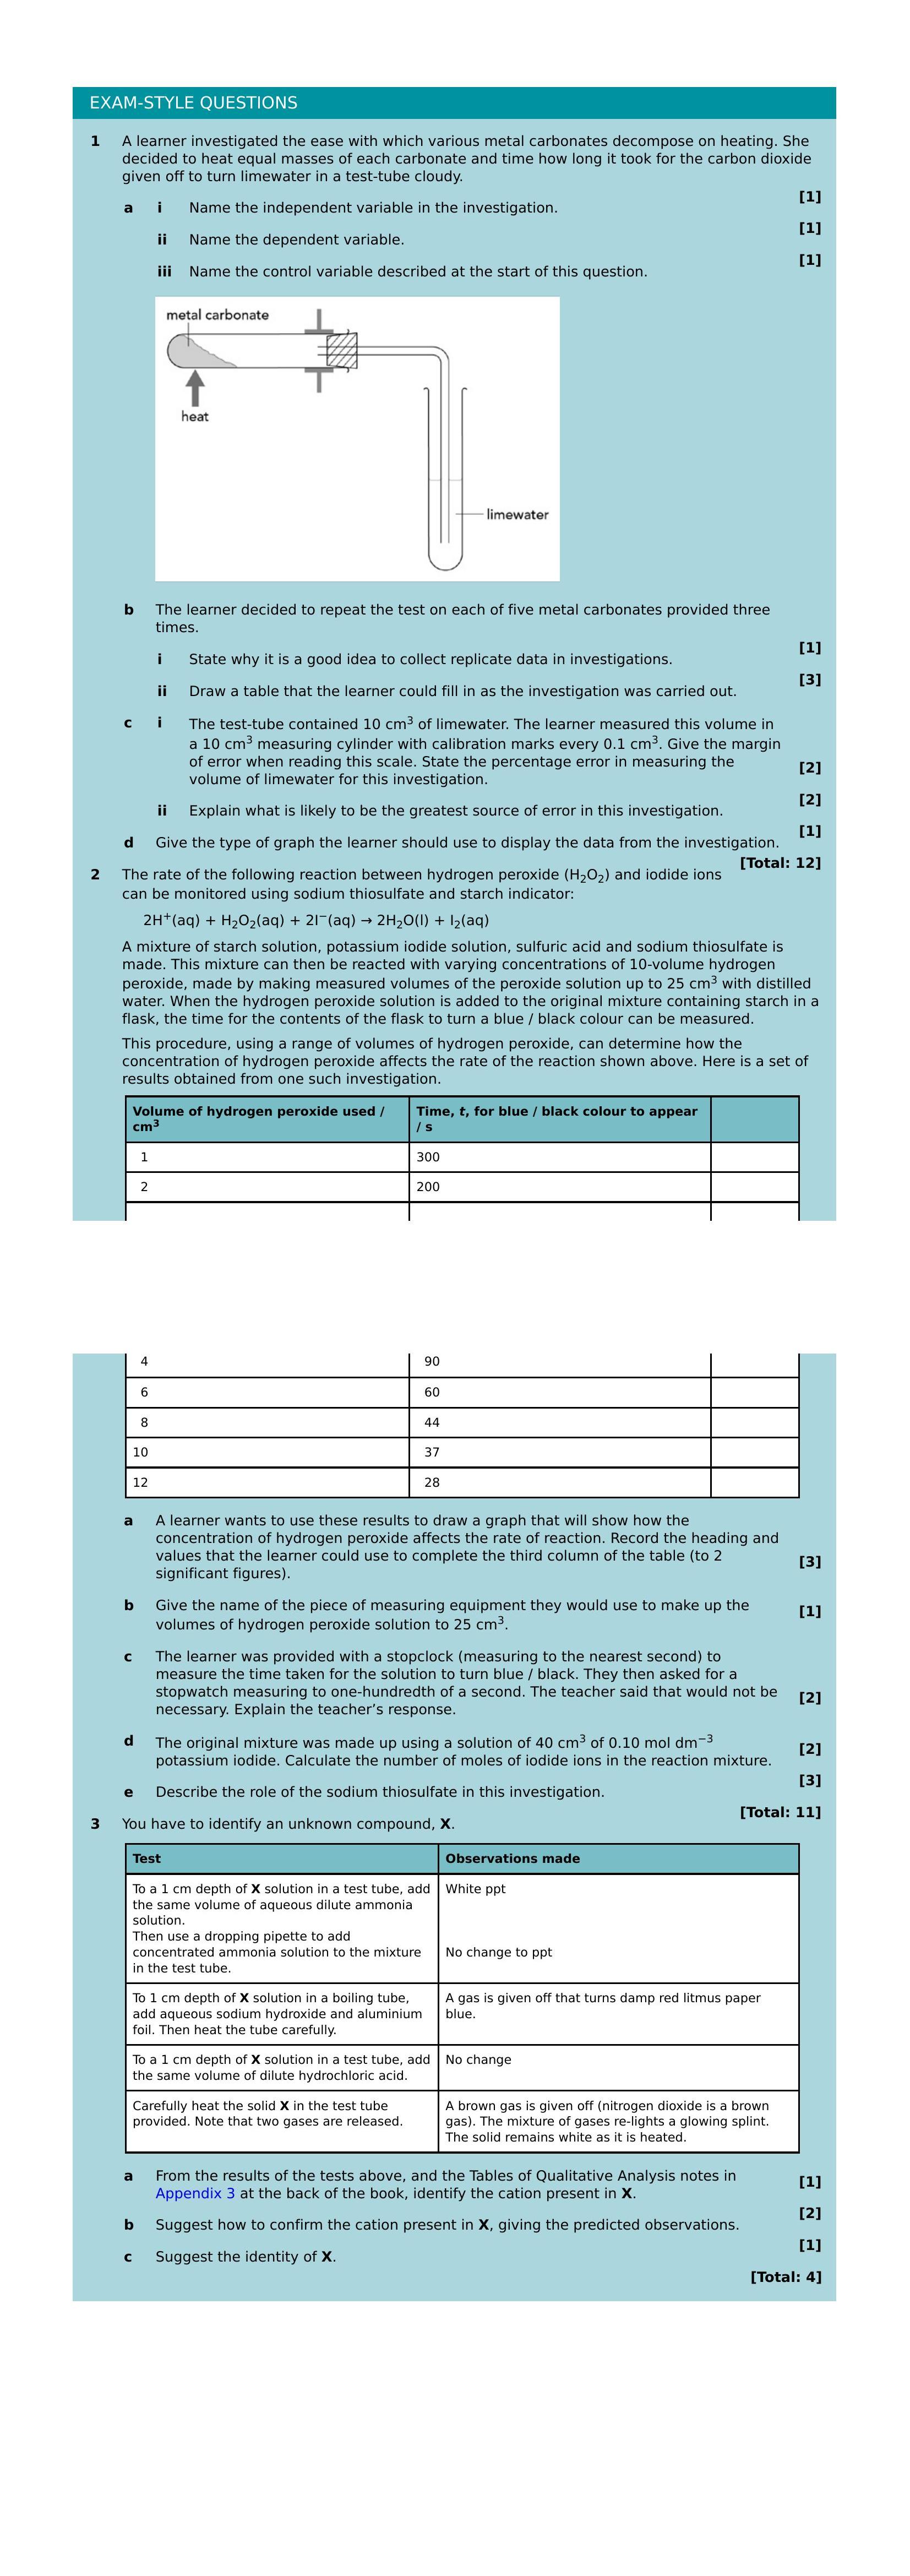 EXAM-STYLE QUESTIONS
1 A learner investigated the ease with which various metal carbonates decompose on heating. She
decided to heat equal masses of each carbonate and time how long it took for the carbon dioxide
given off to turn limewater in a test-tube cloudy.
a i Name the independent variable in the investigation. [1]
ii Name the dependent variable. [1]
iii Name the control variable described at the start of this question. [1]
metal carbonate
heat
limewater
b The learner decided to repeat the test on each of five metal carbonates provided three
times.
i State why it is a good idea to collect replicate data in investigations. [1]
ii Draw a table that the learner could fill in as the investigation was carried out. [3]
c i The test-tube contained 10 cm³ of limewater. The learner measured this volume in
a 10 cm³ measuring cylinder with calibration marks every 0.1 cm³. Give the margin
of error when reading this scale. State the percentage error in measuring the
volume of limewater for this investigation. [2]
ii Explain what is likely to be the greatest source of error in this investigation. [2]
d Give the type of graph the learner should use to display the data from the investigation. [1]
[Total: 12]
2 The rate of the following reaction between hydrogen peroxide (H₂O₂) and iodide ions
can be monitored using sodium thiosulfate and starch indicator:
2H⁺(aq) + H₂O₂(aq) + 2I⁻(aq) → 2H₂O(l) + I₂(aq)
A mixture of starch solution, potassium iodide solution, sulfuric acid and sodium thiosulfate is
made. This mixture can then be reacted with varying concentrations of 10-volume hydrogen
peroxide, made by making measured volumes of the peroxide solution up to 25 cm³ with distilled
water. When the hydrogen peroxide solution is added to the original mixture containing starch in a
flask, the time for the contents of the flask to turn a blue / black colour can be measured.
This procedure, using a range of volumes of hydrogen peroxide, can determine how the
concentration of hydrogen peroxide affects the rate of the reaction shown above. Here is a set of
results obtained from one such investigation.
Volume of hydrogen peroxide used /
cm³
Time, t, for blue / black colour to appear
/ s
1 300
2 200
4 90
6 60
8 44
10 37
12 28
a A learner wants to use these results to draw a graph that will show how the
concentration of hydrogen peroxide affects the rate of reaction. Record the heading and
values that the learner could use to complete the third column of the table (to 2
significant figures). [3]
b Give the name of the piece of measuring equipment they would use to make up the
volumes of hydrogen peroxide solution to 25 cm³. [1]
c The learner was provided with a stopclock (measuring to the nearest second) to
measure the time taken for the solution to turn blue / black. They then asked for a
stopwatch measuring to one-hundredth of a second. The teacher said that would not be
necessary. Explain the teacher’s response. [2]
d The original mixture was made up using a solution of 40 cm³ of 0.10 mol dm⁻³
potassium iodide. Calculate the number of moles of iodide ions in the reaction mixture. [2]
e Describe the role of the sodium thiosulfate in this investigation. [3]
[Total: 11]
3 You have to identify an unknown compound, X.
Test Observations made
To a 1 cm depth of X solution in a test tube, add
the same volume of aqueous dilute ammonia
solution.
Then use a dropping pipette to add
concentrated ammonia solution to the mixture
in the test tube.
White ppt
No change to ppt
To 1 cm depth of X solution in a boiling tube,
add aqueous sodium hydroxide and aluminium
foil. Then heat the tube carefully.
A gas is given off that turns damp red litmus paper
blue.
To a 1 cm depth of X solution in a test tube, add
the same volume of dilute hydrochloric acid.
No change
Carefully heat the solid X in the test tube
provided. Note that two gases are released.
A brown gas is given off (nitrogen dioxide is a brown
gas). The mixture of gases re-lights a glowing splint.
The solid remains white as it is heated.
a From the results of the tests above, and the Tables of Qualitative Analysis notes in
Appendix 3 at the back of the book, identify the cation present in X. [1]
b Suggest how to confirm the cation present in X, giving the predicted observations. [2]
c Suggest the identity of X. [1]
[Total: 4]